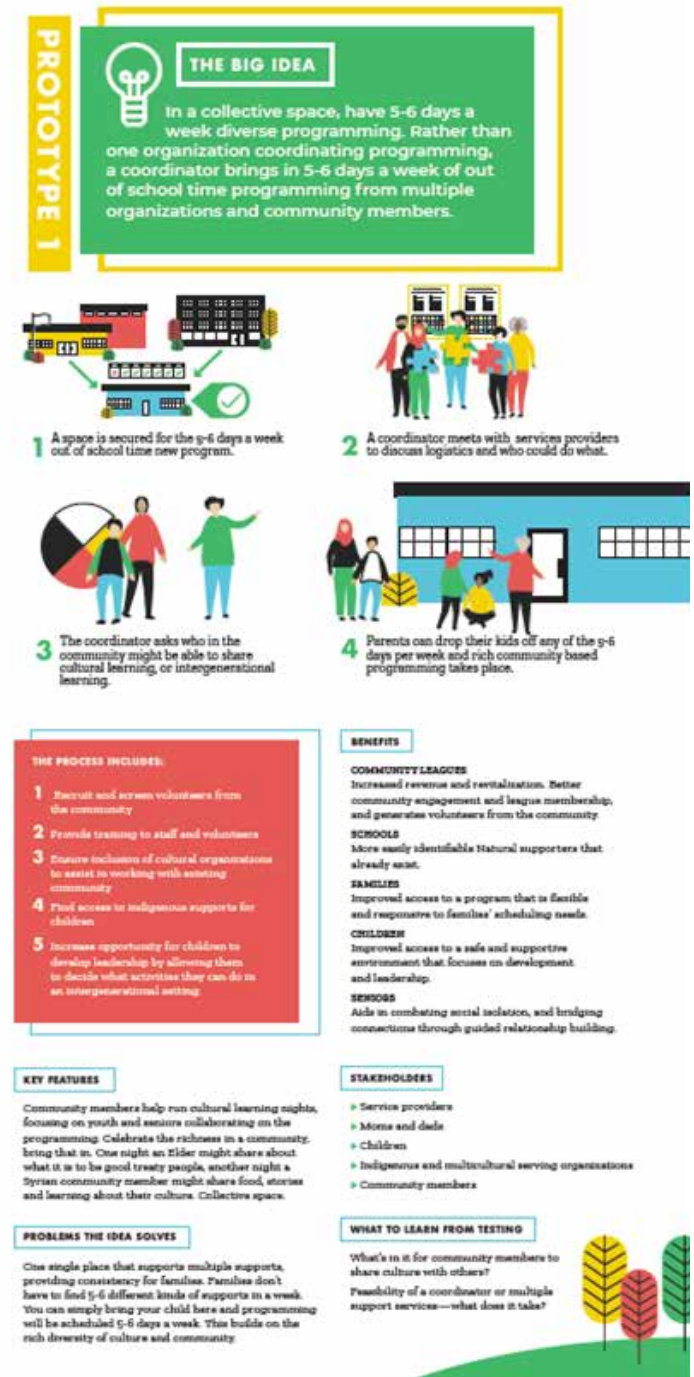 PROTOTYPE 1
THE BIG IDEA
In a collective space, have 5-6 days a
week diverse programming. Rather than
one organization coordinating programming,
a coordinator brings in 5-6 days a week of out
of school time programming from multiple
organizations and community members.
1 A space is secured for the 5-6 days a week
out of school time new program.
2 A coordinator meets with services providers
to discuss logistics and who could do what.
3 The coordinator asks who in the
community might be able to share
cultural learning, or intergenerational
learning.
4 Parents can drop their kids off any of the 5-6
days per week and rich community based
programming takes place.
THE PROCESS INCLUDES:
1 Recruit and screen volunteers from
the community
2 Provide training to staff and volunteers
3 Ensure inclusion of cultural organizations
to assist in working with existing
community
4 Find access to indigenous supports for
children
5 Increase opportunity for children to
develop leadership by allowing them
to decide what activities they can do in
an intergenerational setting.
BENEFITS
COMMUNITY LEAGUES
Increased revenue and revitalization. Better
community engagement and league membership,
and generates volunteers from the community.
SCHOOLS
More easily identifiable Natural supporters that
already exist.
FAMILIES
Improved access to a program that is flexible
and responsive to families' scheduling needs.
CHILDREN
Improved access to a safe and supportive
environment that focuses on development
and leadership.
SENIORS
Aids in combating social isolation, and bridging
connections through guided relationship building.
KEY FEATURES
Community members help run cultural learning nights,
focusing on youth and seniors collaborating on the
programming. Celebrate the richness in a community,
bring that in. One night an Elder might share about
what it is to be good treaty people, another night a
Syrian community member might share food, stories
and learning about their culture. Collective space.
STAKEHOLDERS
Service providers
Moms and dads
Children
Indigenous and multicultural serving organizations
Community members
PROBLEMS THE IDEA SOLVES
One single place that supports multiple supports,
providing consistency for families. Families don't
have to find 5-6 different kinds of supports in a week.
You can simply bring your child here and programming
will be scheduled 5-6 days a week. This builds on the
rich diversity of culture and community.
WHAT TO LEARN FROM TESTING
What's in it for community members to
share culture with others?
Feasibility of a coordinator or multiple
support services—what does it take?